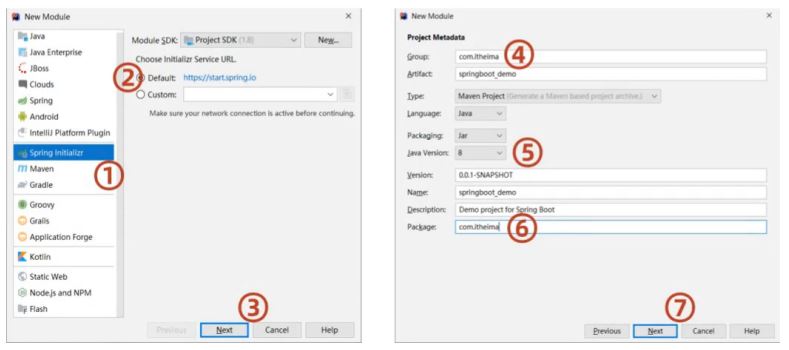 New Module
Java
Java Enterprise
JBoss
Clouds
Spring
Android
IntelliJ Platform Plugin
Spring Initializr
Maven
Gradle
Groovy
Grails
Application Forge
Kotlin
Static Web
Node.js and NPM
Flash
①
Module SDK: Project SDK (1.8) New...
Choose Initializr Service URL.
② Default: https://start.spring.io
Custom:
Make sure your network connection is active before continuing.
③
Previous Next Cancel Help
New Module
Project Metadata
Group: com.itheima ④
Artifact: springboot_demo
Type: Maven Project (Generate a Maven based project archive.)
Language: Java
Packaging: Jar
Java Version: 8 ⑤
Version: 0.0.1-SNAPSHOT
Name: springboot_demo
Description: Demo project for Spring Boot
Package: com.itheima ⑥
⑦
Previous Next Cancel Help